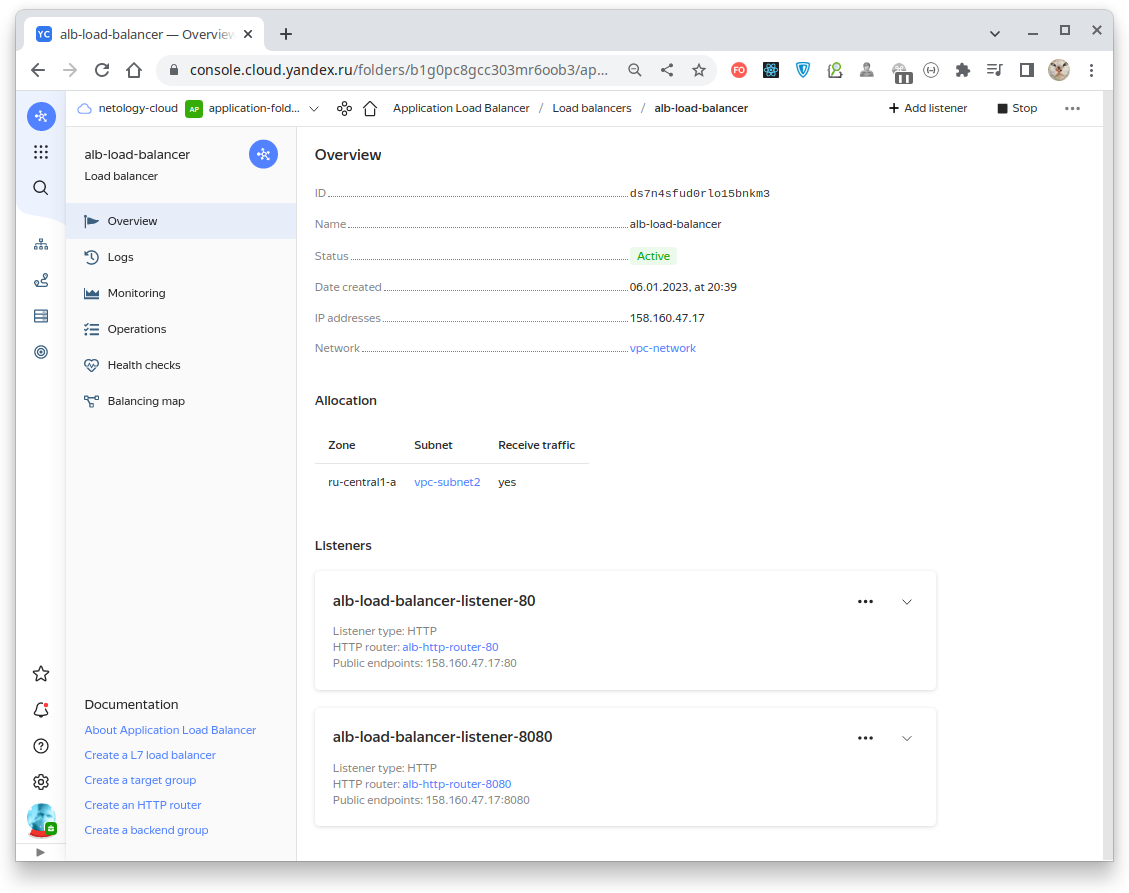 YC alb-load-balancer — Overview
console.cloud.yandex.ru/folders/b1g0pc8gcc303mr6oob3/ap...
FO
netology-cloud AP application-fold... Application Load Balancer / Load balancers / alb-load-balancer Add listener Stop
alb-load-balancer
Load balancer
Overview
Logs
Monitoring
Operations
Health checks
Balancing map
Documentation
About Application Load Balancer
Create a L7 load balancer
Create a target group
Create an HTTP router
Create a backend group
Overview
ID ds7n4sfud0rlo15bnkm3
Name alb-load-balancer
Status Active
Date created 06.01.2023, at 20:39
IP addresses 158.160.47.17
Network vpc-network
Allocation
Zone Subnet Receive traffic
ru-central1-a vpc-subnet2 yes
Listeners
alb-load-balancer-listener-80
Listener type: HTTP
HTTP router: alb-http-router-80
Public endpoints: 158.160.47.17:80
alb-load-balancer-listener-8080
Listener type: HTTP
HTTP router: alb-http-router-8080
Public endpoints: 158.160.47.17:8080